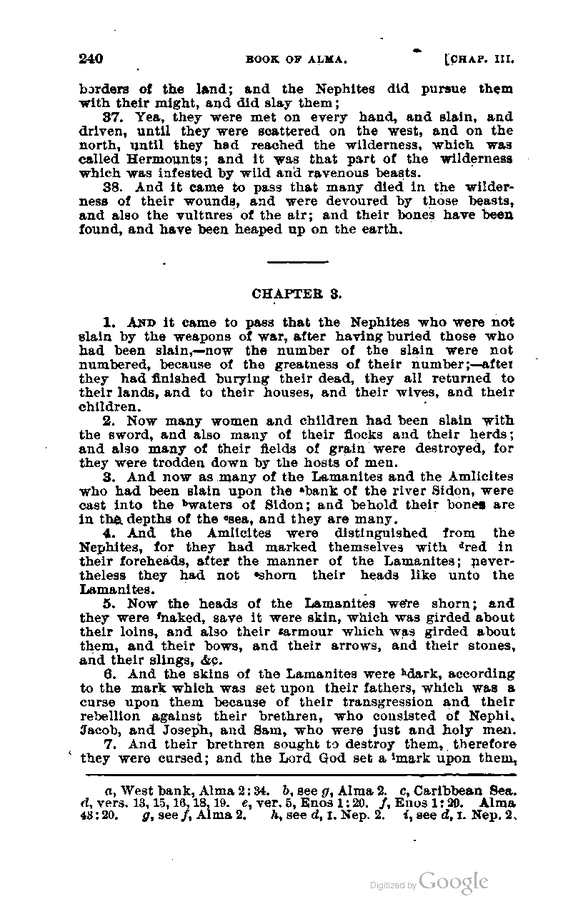 240 BOOK OF ALMA. [CHAP. III.
borders of the land; and the Nephites did pursue them
with their might, and did slay them;
37. Yea, they were met on every hand, and slain, and
driven, until they were scattered on the west, and on the
north, until they had reached the wilderness, which was
called Hermounts; and it was that part of the wilderness
which was infested by wild and ravenous beasts.
38. And it came to pass that many died in the wilder-
ness of their wounds, and were devoured by those beasts,
and also the vultures of the air; and their bones have been
found, and have been heaped up on the earth.
CHAPTER 3.
1. AND it came to pass that the Nephites who were not
slain by the weapons of war, after having buried those who
had been slain,—now the number of the slain were not
numbered, because of the greatness of their number;—after
they had finished burying their dead, they all returned to
their lands, and to their houses, and their wives, and their
children.
2. Now many women and children had been slain with
the sword, and also many of their flocks and their herds;
and also many of their fields of grain were destroyed, for
they were trodden down by the hosts of men.
3. And now as many of the Lamanites and the Amlicites
who had been slain upon the ᵃbank of the river Sidon, were
cast into the ᵇwaters of Sidon; and behold their bones are
in the depths of the ᶜsea, and they are many.
4. And the Amlicites were distinguished from the
Nephites, for they had marked themselves with ᵈred in
their foreheads, after the manner of the Lamanites; never-
theless they had not ᵉshorn their heads like unto the
Lamanites.
5. Now the heads of the Lamanites were shorn; and
they were ᶠnaked, save it were skin, which was girded about
their loins, and also their ᵍarmour which was girded about
them, and their bows, and their arrows, and their stones,
and their slings, &c.
6. And the skins of the Lamanites were ʰdark, according
to the mark which was set upon their fathers, which was a
curse upon them because of their transgression and their
rebellion against their brethren, who consisted of Nephi,
Jacob, and Joseph, and Sam, who were just and holy men.
7. And their brethren sought to destroy them, therefore
they were cursed; and the Lord God set a ⁱmark upon them,
a, West bank, Alma 2:34. b, see g, Alma 2. c, Caribbean Sea.
d, vers. 13, 15, 16, 18, 19. e, ver. 5, Enos 1:20. f, Enos 1:20. Alma
43:20. g, see f, Alma 2. h, see d, I. Nep. 2. i, see d, I. Nep. 2.
Digitized by Google